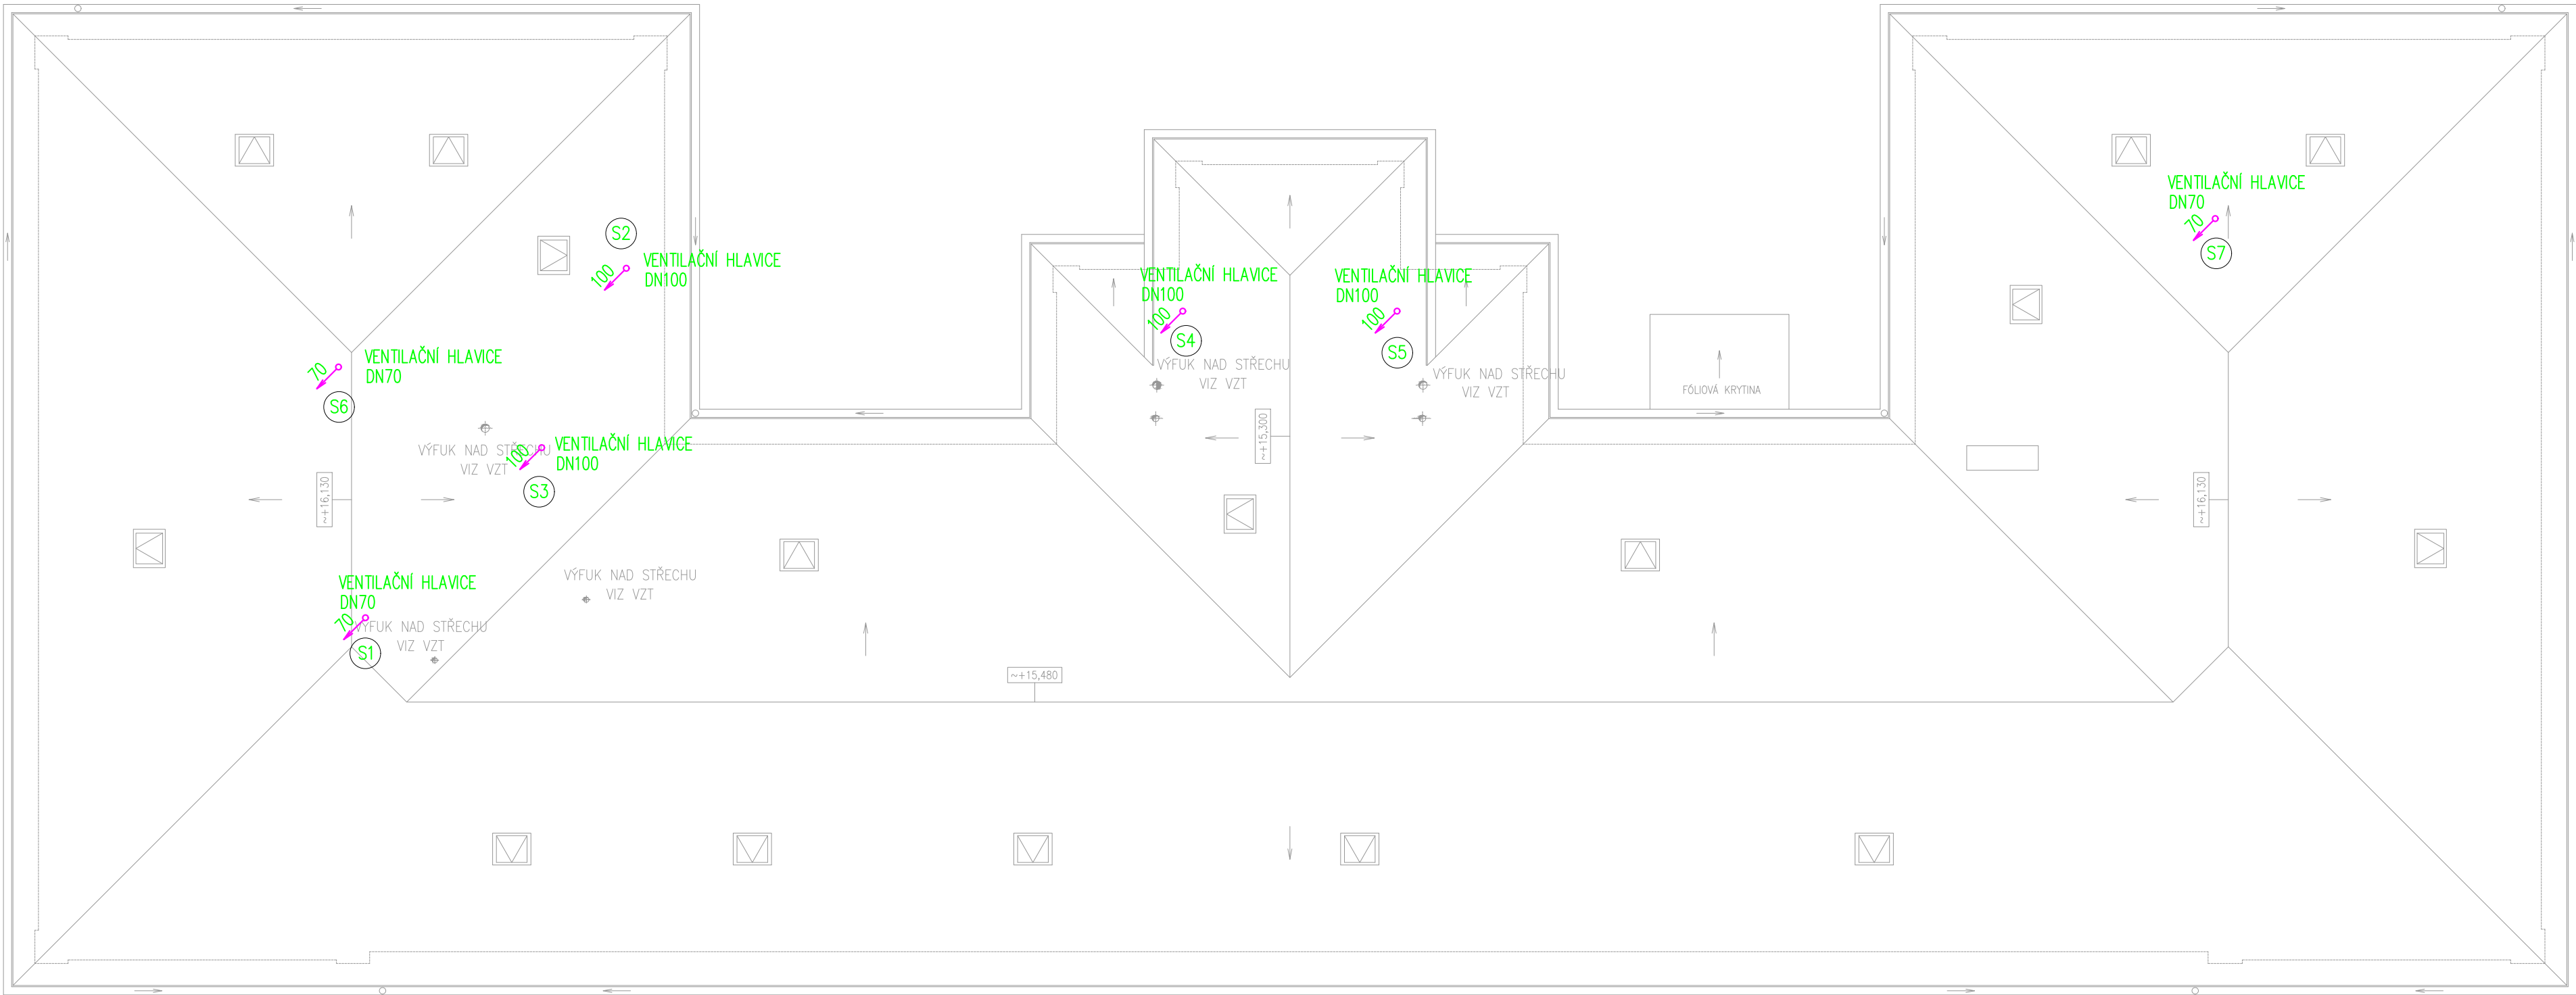 VENTILAČNÍ HLAVICE
DN70
70
S7
S2
VENTILAČNÍ HLAVICE
DN100
100
VENTILAČNÍ HLAVICE
DN100
100
S4
VÝFUK NAD STŘECHU
VIZ VZT
VENTILAČNÍ HLAVICE
DN100
100
S5
VÝFUK NAD STŘECHU
VIZ VZT
FÓLIOVÁ KRYTINA
VENTILAČNÍ HLAVICE
DN70
70
S6
VÝFUK NAD STŘECHU
VIZ VZT
VENTILAČNÍ HLAVICE
DN100
100
S3
~+16,130
~+15,300
~+16,130
VÝFUK NAD STŘECHU
VIZ VZT
VENTILAČNÍ HLAVICE
DN70
70
VÝFUK NAD STŘECHU
VIZ VZT
S1
~+15,480